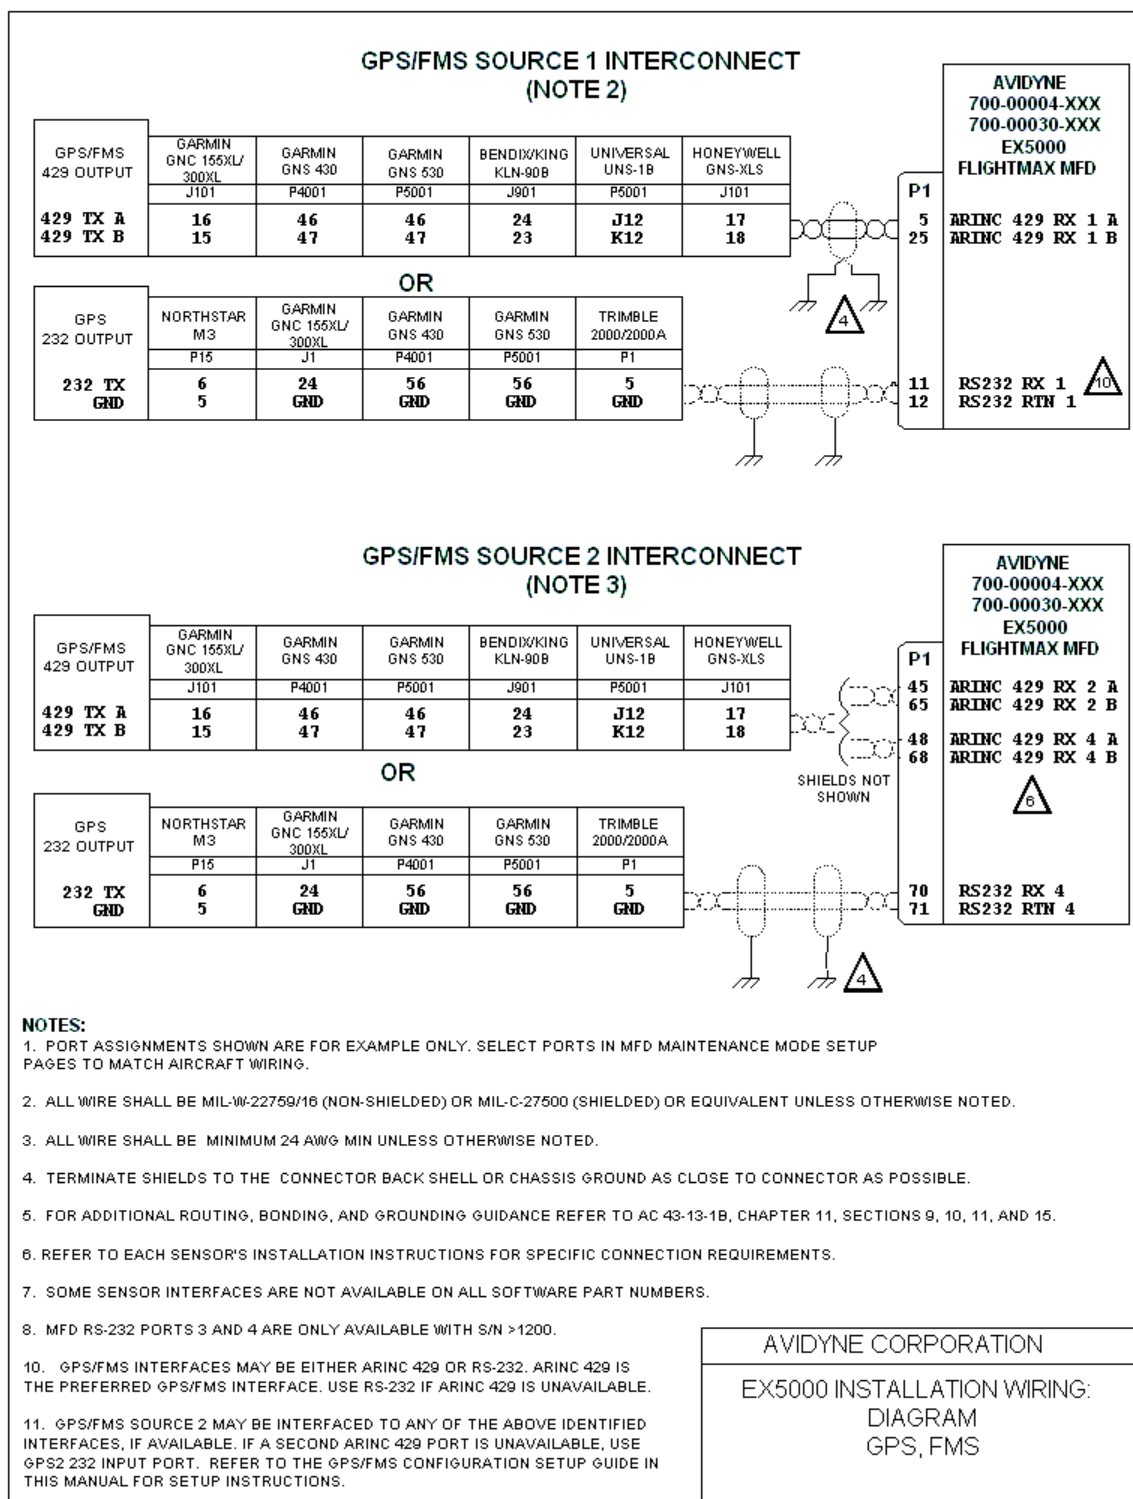 GPS/FMS SOURCE 1 INTERCONNECT
(NOTE 2)
AVIDYNE
700-00004-XXX
700-00030-XXX
EX5000
FLIGHTMAX MFD
GPS/FMS
429 OUTPUT
GARMIN
GNC 155XL/
300XL
GARMIN
GNS 430
GARMIN
GNS 530
BENDIX/KING
KLN-90B
UNIVERSAL
UNS-1B
HONEYWELL
GNS-XLS
J101 P4001 P5001 J901 P5001 J101
P1
429 TX A 16 46 46 24 J12 17 5 ARINC 429 RX 1 A
429 TX B 15 47 47 23 K12 18 25 ARINC 429 RX 1 B
OR
4
GPS
232 OUTPUT
NORTHSTAR
M3
GARMIN
GNC 155XL/
300XL
GARMIN
GNS 430
GARMIN
GNS 530
TRIMBLE
2000/2000A
P15 J1 P4001 P5001 P1
232 TX 6 24 56 56 5 11 RS232 RX 1
GND 5 GND GND GND GND 12 RS232 RTN 1
10
GPS/FMS SOURCE 2 INTERCONNECT
(NOTE 3)
AVIDYNE
700-00004-XXX
700-00030-XXX
EX5000
FLIGHTMAX MFD
GPS/FMS
429 OUTPUT
GARMIN
GNC 155XL/
300XL
GARMIN
GNS 430
GARMIN
GNS 530
BENDIX/KING
KLN-90B
UNIVERSAL
UNS-1B
HONEYWELL
GNS-XLS
J101 P4001 P5001 J901 P5001 J101
P1
45 ARINC 429 RX 2 A
65 ARINC 429 RX 2 B
429 TX A 16 46 46 24 J12 17
429 TX B 15 47 47 23 K12 18
48 ARINC 429 RX 4 A
68 ARINC 429 RX 4 B
OR
SHIELDS NOT
SHOWN
6
GPS
232 OUTPUT
NORTHSTAR
M3
GARMIN
GNC 155XL/
300XL
GARMIN
GNS 430
GARMIN
GNS 530
TRIMBLE
2000/2000A
P15 J1 P4001 P5001 P1
232 TX 6 24 56 56 5 70 RS232 RX 4
GND 5 GND GND GND GND 71 RS232 RTN 4
4
NOTES:
1. PORT ASSIGNMENTS SHOWN ARE FOR EXAMPLE ONLY. SELECT PORTS IN MFD MAINTENANCE MODE SETUP
PAGES TO MATCH AIRCRAFT WIRING.
2. ALL WIRE SHALL BE MIL-W-22759/16 (NON-SHIELDED) OR MIL-C-27500 (SHIELDED) OR EQUIVALENT UNLESS OTHERWISE NOTED.
3. ALL WIRE SHALL BE MINIMUM 24 AWG MIN UNLESS OTHERWISE NOTED.
4. TERMINATE SHIELDS TO THE CONNECTOR BACK SHELL OR CHASSIS GROUND AS CLOSE TO CONNECTOR AS POSSIBLE.
5. FOR ADDITIONAL ROUTING, BONDING, AND GROUNDING GUIDANCE REFER TO AC 43-13-1B, CHAPTER 11, SECTIONS 9, 10, 11, AND 15.
6. REFER TO EACH SENSOR'S INSTALLATION INSTRUCTIONS FOR SPECIFIC CONNECTION REQUIREMENTS.
7. SOME SENSOR INTERFACES ARE NOT AVAILABLE ON ALL SOFTWARE PART NUMBERS.
8. MFD RS-232 PORTS 3 AND 4 ARE ONLY AVAILABLE WITH S/N >1200.
10. GPS/FMS INTERFACES MAY BE EITHER ARINC 429 OR RS-232. ARINC 429 IS
THE PREFERRED GPS/FMS INTERFACE. USE RS-232 IF ARINC 429 IS UNAVAILABLE.
11. GPS/FMS SOURCE 2 MAY BE INTERFACED TO ANY OF THE ABOVE IDENTIFIED
INTERFACES, IF AVAILABLE. IF A SECOND ARINC 429 PORT IS UNAVAILABLE, USE
GPS2 232 INPUT PORT. REFER TO THE GPS/FMS CONFIGURATION SETUP GUIDE IN
THIS MANUAL FOR SETUP INSTRUCTIONS.
AVIDYNE CORPORATION
EX5000 INSTALLATION WIRING:
DIAGRAM
GPS, FMS